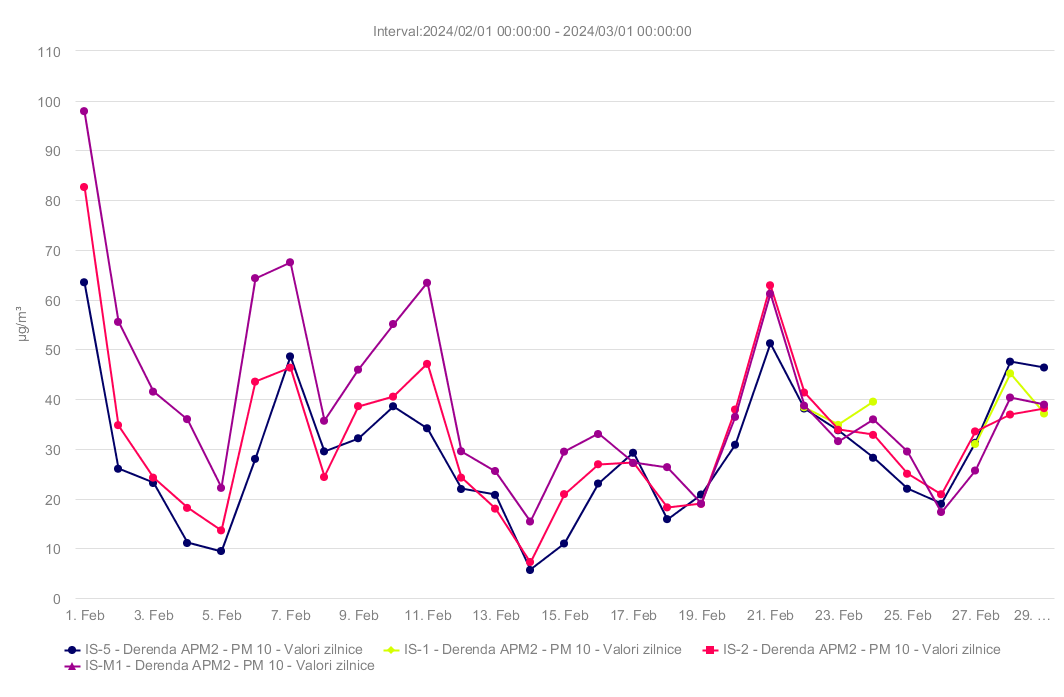 Interval:2024/02/01 00:00:00 - 2024/03/01 00:00:00
110
100
90
80
70
60
50
40
30
20
10
0
µg/m³
1. Feb 3. Feb 5. Feb 7. Feb 9. Feb 11. Feb 13. Feb 15. Feb 17. Feb 19. Feb 21. Feb 23. Feb 25. Feb 27. Feb 29. …
IS-5 - Derenda APM2 - PM 10 - Valori zilnice IS-1 - Derenda APM2 - PM 10 - Valori zilnice IS-2 - Derenda APM2 - PM 10 - Valori zilnice
IS-M1 - Derenda APM2 - PM 10 - Valori zilnice